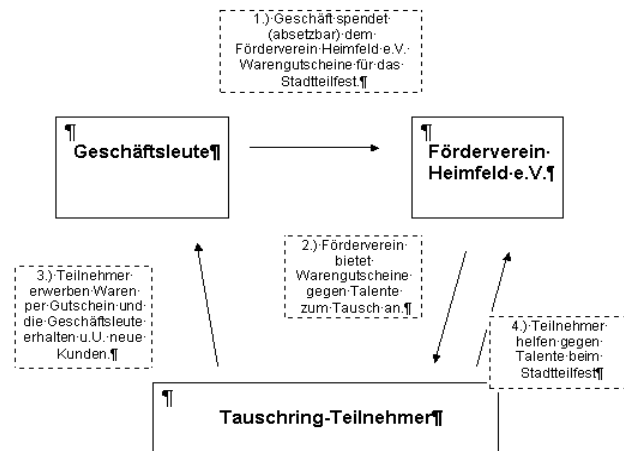 1.)·Geschäft·spendet·
(absetzbar)·dem·
Förderverein·Heimfeld·e.V.·
Warengutscheine·für·das·
Stadtteilfest.¶
¶
Geschäftsleute¶
¶
Förderverein·
Heimfeld·e.V.¶
2.)·Förderverein·
bietet·
Warengutscheine·
gegen·Talente·
zum·Tausch·an.¶
3.)·Teilnehmer·
erwerben·Waren·
per·Gutschein·und·
die·Geschäftsleute·
erhalten·u.U.·neue·
Kunden.¶
4.)·Teilnehmer·
helfen·gegen·
Talente·beim·
Stadtteilfest¶
¶
Tauschring-Teilnehmer¶